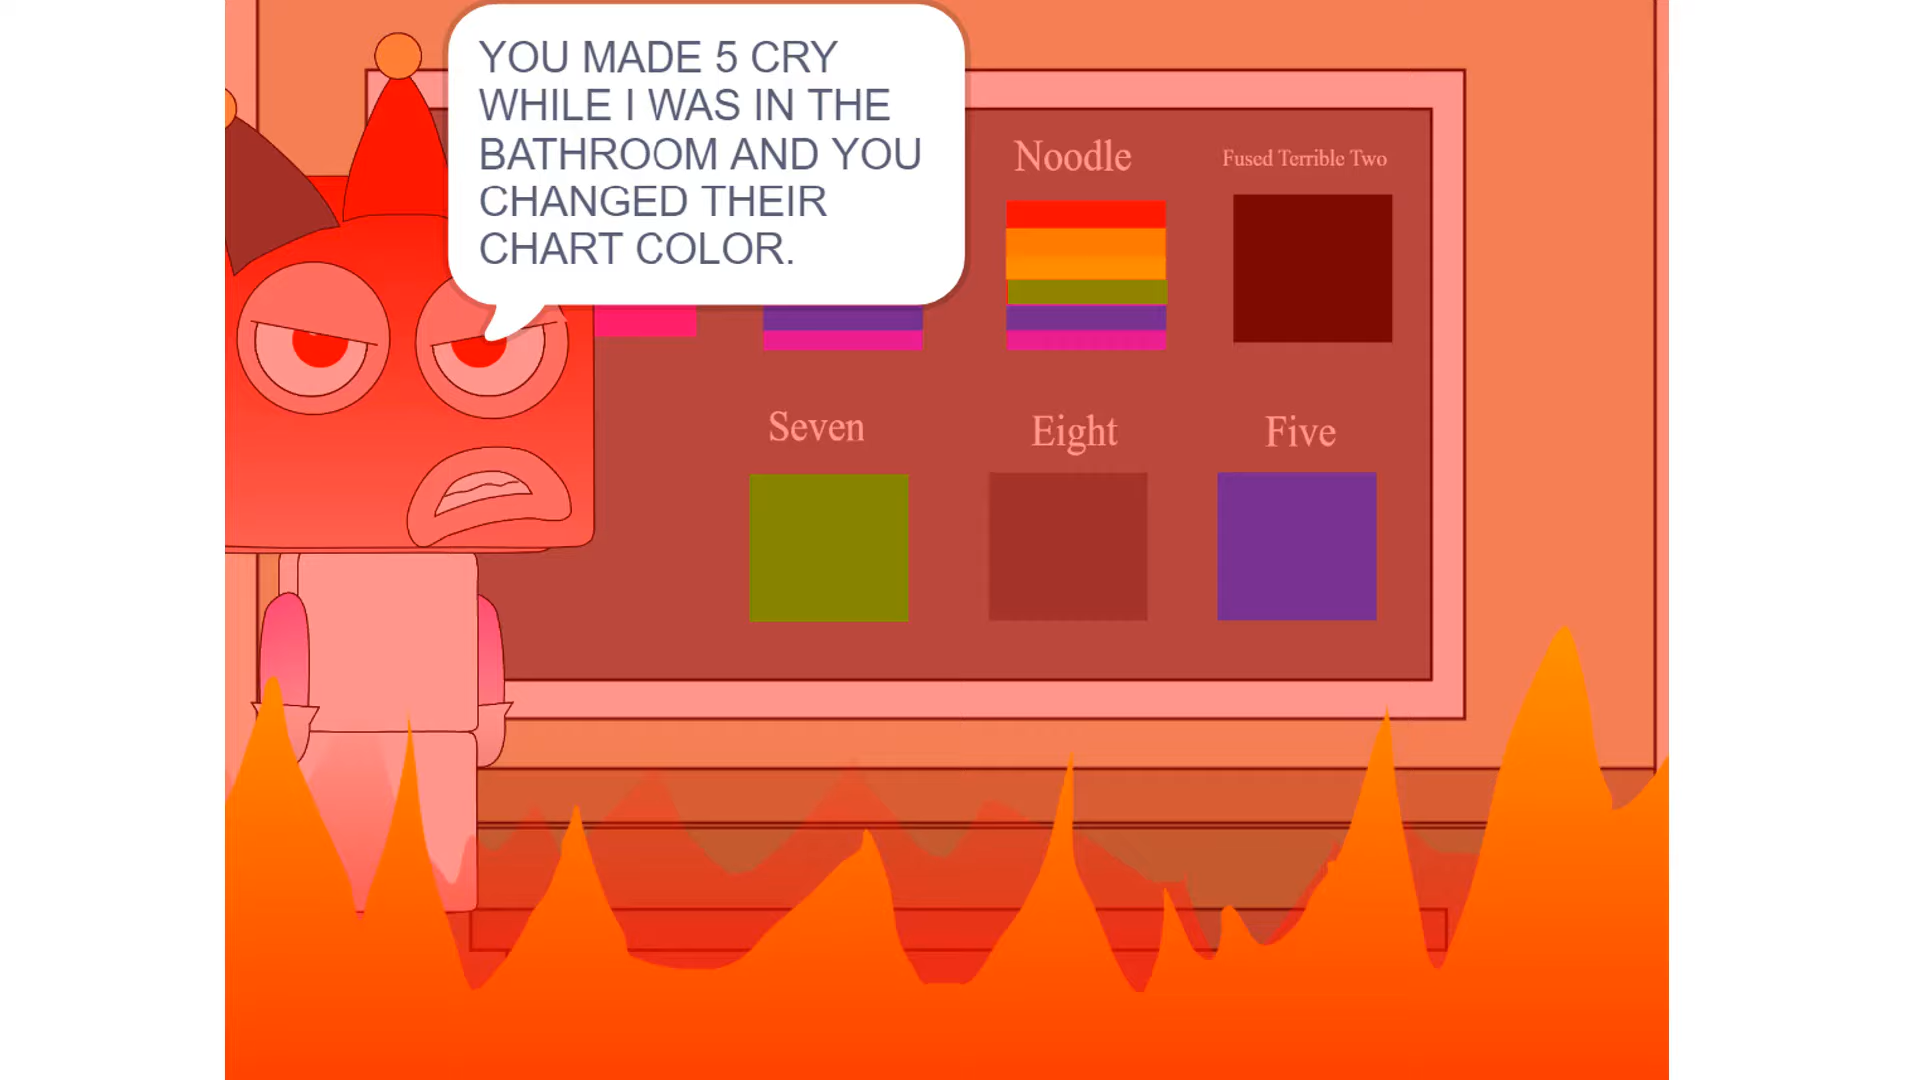 YOU MADE 5 CRY
WHILE I WAS IN THE
BATHROOM AND YOU
CHANGED THEIR
CHART COLOR.
Noodle
Fused Terrible Two
Seven
Eight
Five